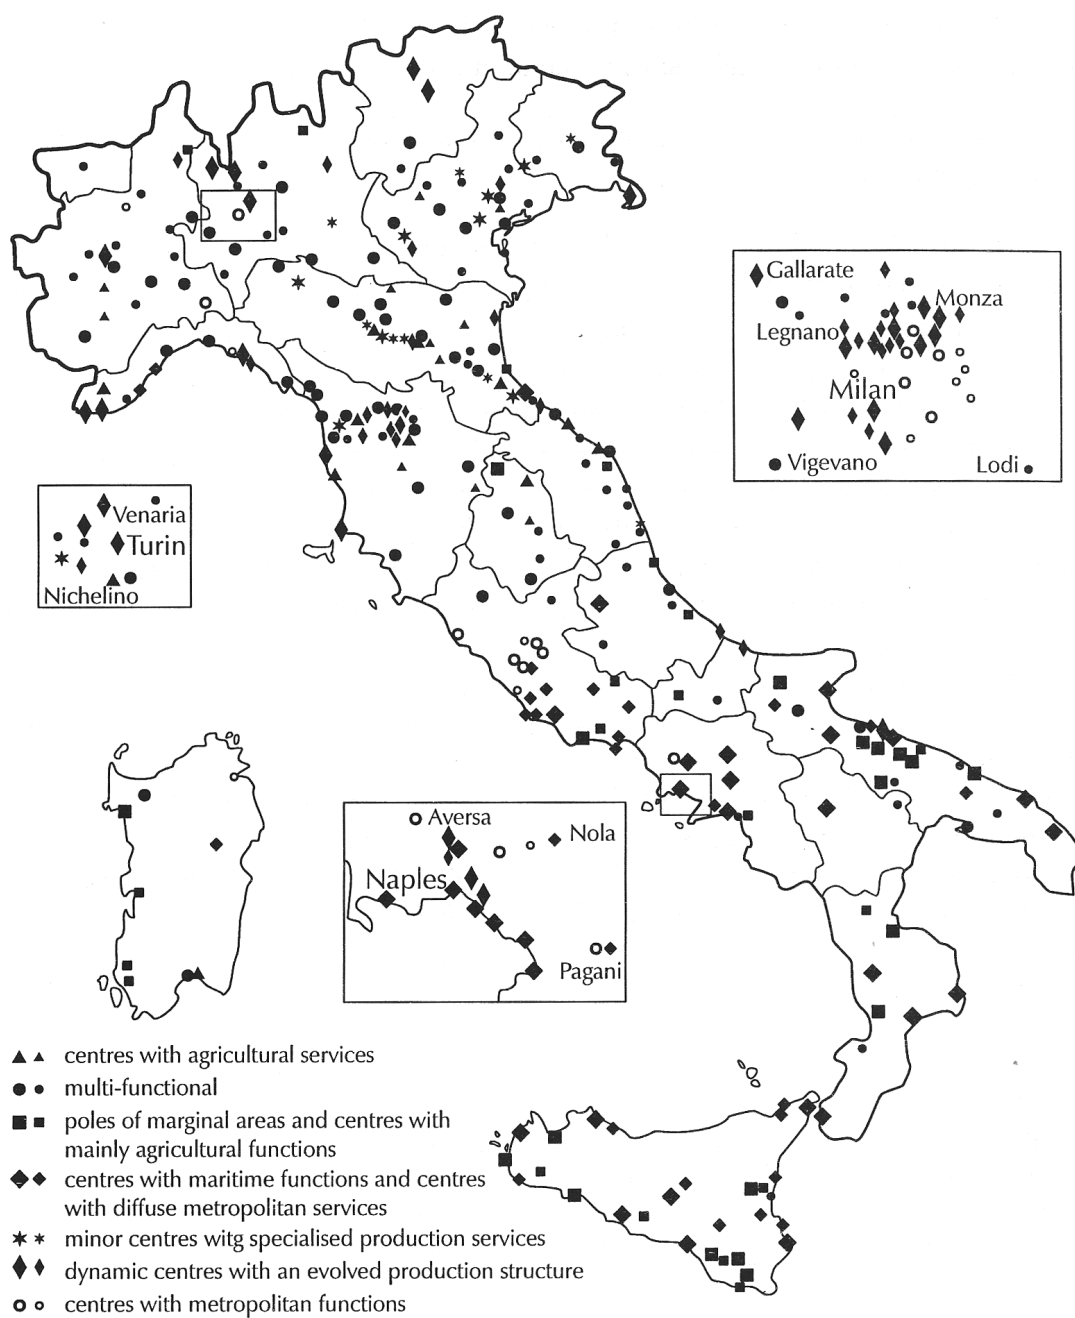 Gallarate
Monza
Legnano
Milan
Vigevano
Lodi
Venaria
Turin
Nichelino
Aversa
Nola
Naples
Pagani
centres with agricultural services
multi-functional
poles of marginal areas and centres with
mainly agricultural functions
centres with maritime functions and centres
with diffuse metropolitan services
minor centres witg specialised production services
dynamic centres with an evolved production structure
centres with metropolitan functions